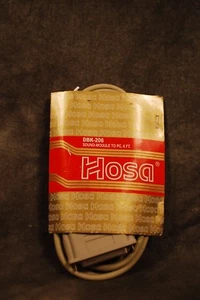 DBK-206
SOUND MODULE TO PC, 6 FT.
Hosa®